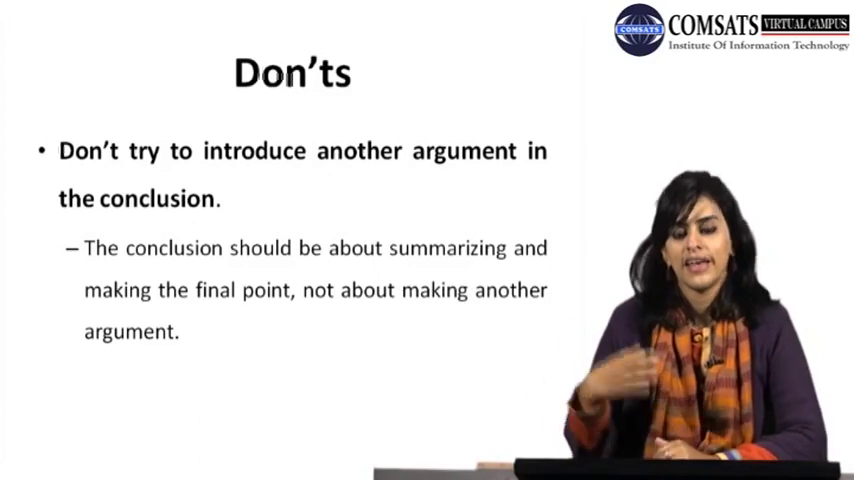 COMSATS VIRTUAL CAMPUS
COMSATS
Institute Of Information Technology
Don’ts
• Don’t try to introduce another argument in
the conclusion.
– The conclusion should be about summarizing and
making the final point, not about making another
argument.